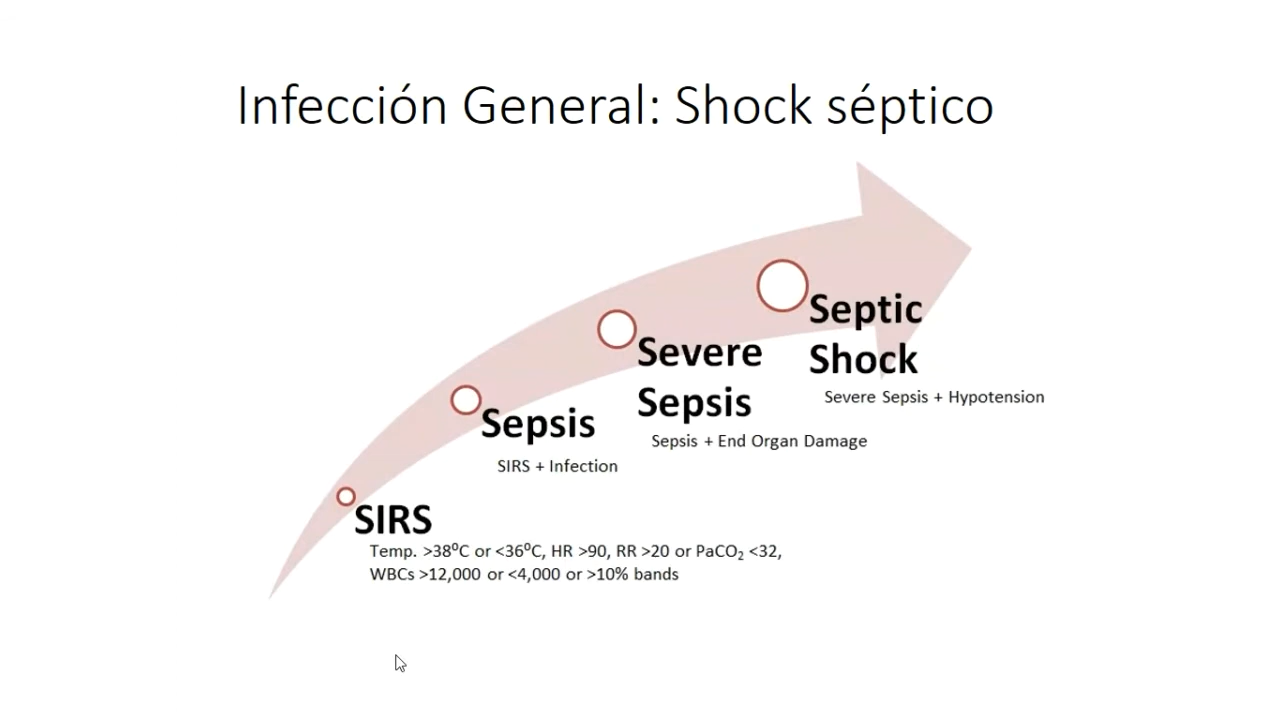 Infección General: Shock séptico
Septic
Shock
Severe Sepsis + Hypotension
Severe
Sepsis
Sepsis + End Organ Damage
Sepsis
SIRS + Infection
SIRS
Temp. >38⁰C or <36⁰C, HR >90, RR >20 or PaCO₂ <32,
WBCs >12,000 or <4,000 or >10% bands